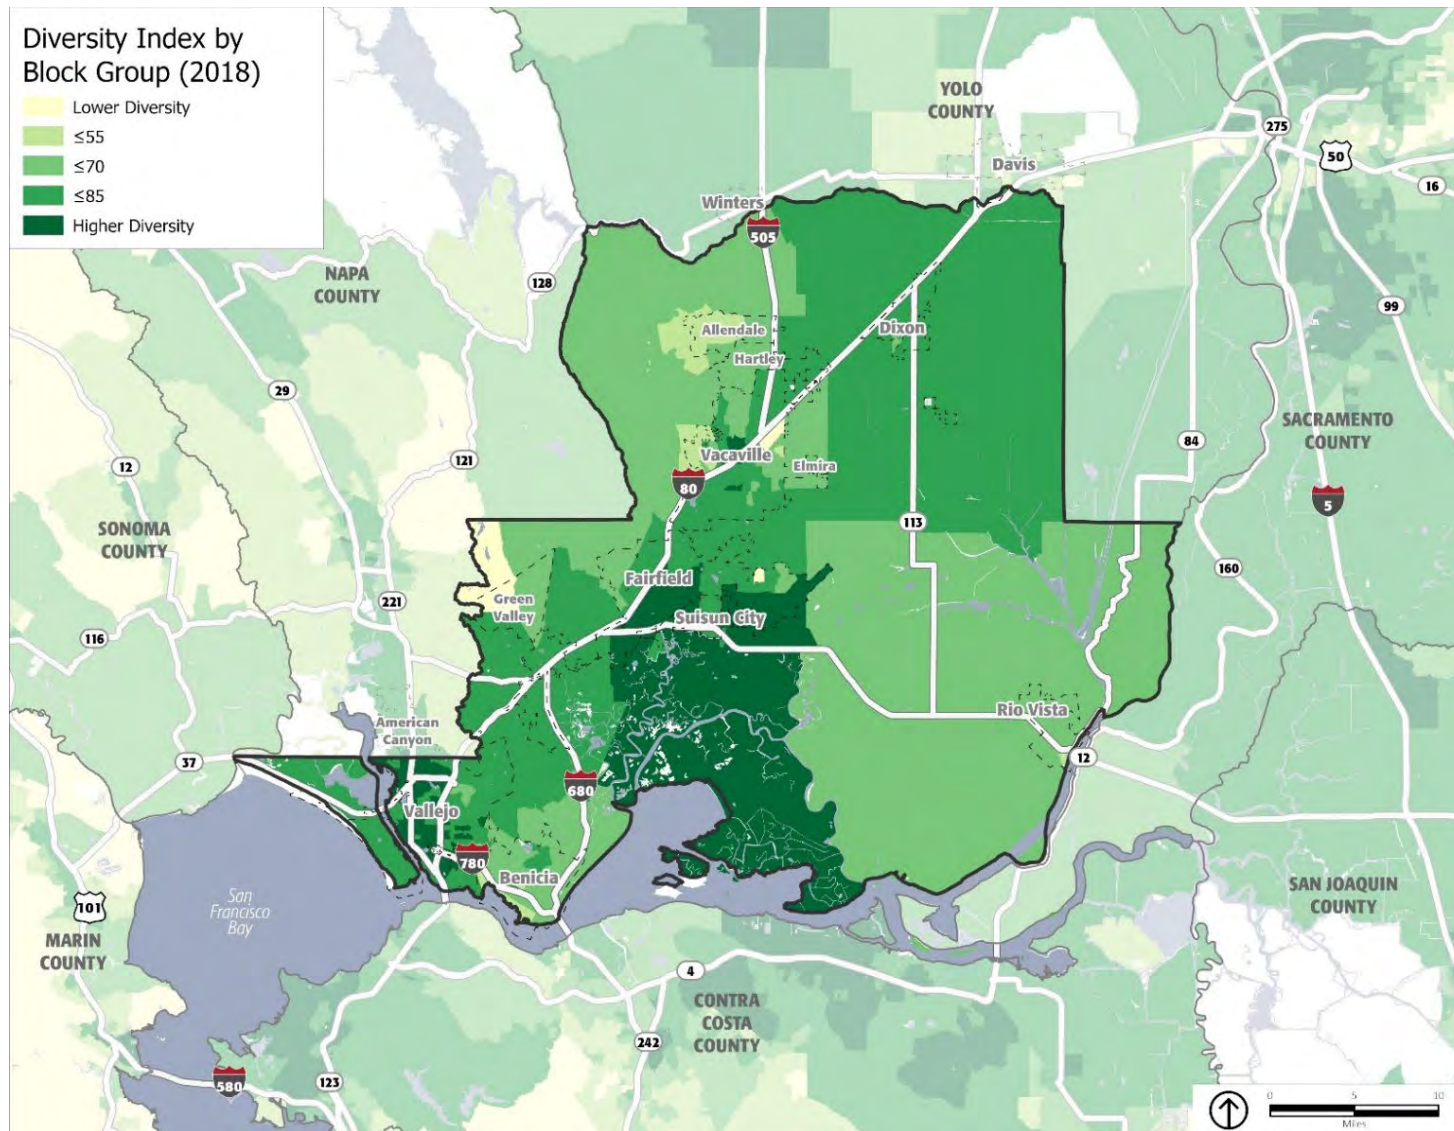 Diversity Index by
Block Group (2018)
Lower Diversity
≤55
≤70
≤85
Higher Diversity
YOLO
COUNTY
275
50
Davis
16
Winters
505
NAPA
COUNTY
128
99
Allendale
Dixon
Hartley
29
SACRAMENTO
COUNTY
84
121
12
Vacaville
Elmira
80
5
SONOMA
COUNTY
113
160
Fairfield
Green
Valley
221
Suisun City
116
Rio Vista
American
Canyon
12
37
680
Vallejo
780
Benicia
San
Francisco
Bay
101
SAN JOAQUIN
COUNTY
MARIN
COUNTY
4
CONTRA
COSTA
COUNTY
242
580
123
0 5 10
Miles